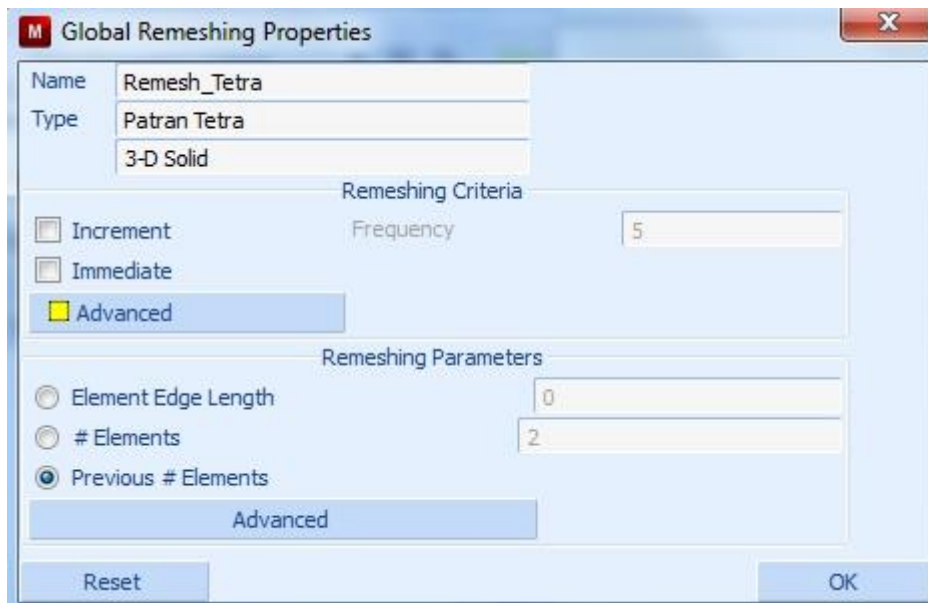 M Global Remeshing Properties X
Name Remesh_Tetra
Type Patran Tetra
3-D Solid
Remeshing Criteria
Increment Frequency 5
Immediate
Advanced
Remeshing Parameters
Element Edge Length 0
# Elements 2
Previous # Elements
Advanced
Reset OK